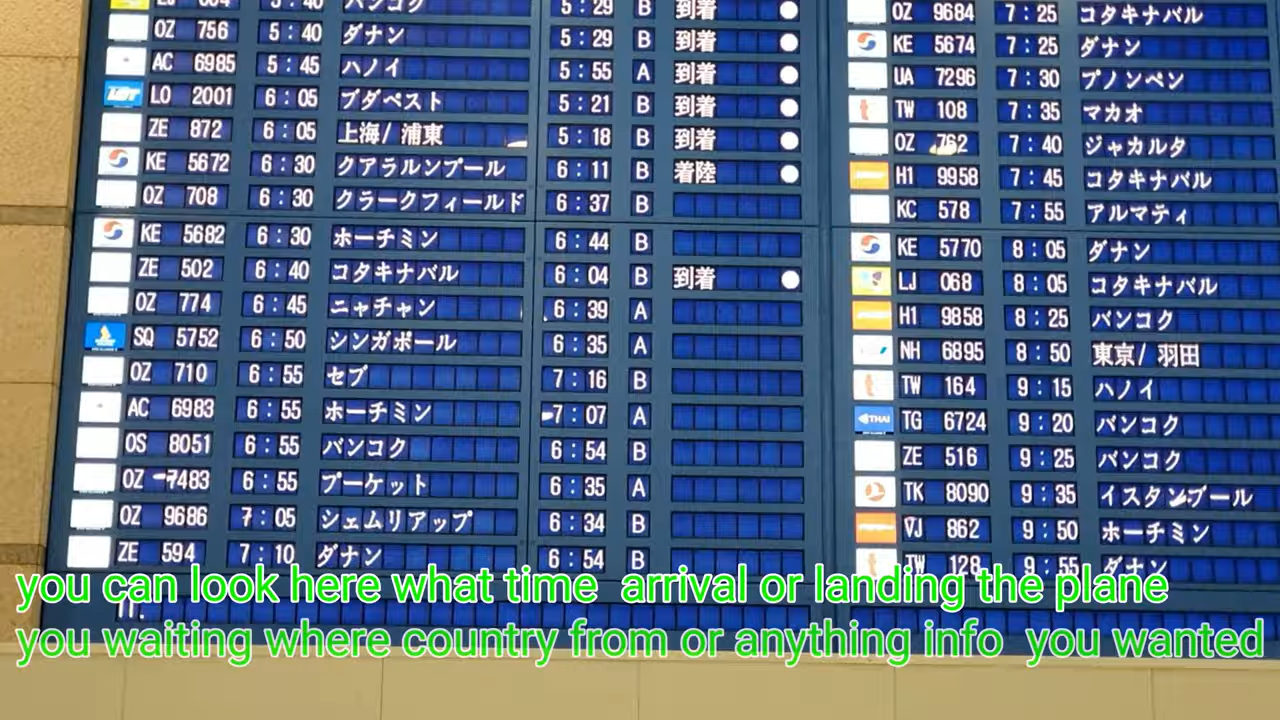 バンコク 5:29 B 到着
OZ 756 5:40 ダナン 5:29 B 到着
AC 6985 5:45 ハノイ 5:55 A 到着
LOT LO 2001 6:05 ブダペスト 5:21 B 到着
ZE 872 6:05 上海/ 浦東 5:18 B 到着
KE 5672 6:30 クアラルンプール 6:11 B 着陸
OZ 708 6:30 クラークフィールド 6:37 B
KE 5682 6:30 ホーチミン 6:44 B
ZE 502 6:40 コタキナバル 6:04 B 到着
OZ 774 6:45 ニャチャン 6:39 A
SQ 5752 6:50 シンガポール 6:35 A
OZ 710 6:55 セブ 7:16 B
AC 6983 6:55 ホーチミン 7:07 A
OS 8051 6:55 バンコク 6:54 B
OZ 7483 6:55 プーケット 6:35 A
OZ 9686 7:05 シェムリアップ 6:34 B
ZE 594 7:10 ダナン 6:54 B
OZ 9684 7:25 コタキナバル
KE 5674 7:25 ダナン
UA 7296 7:30 プノンペン
TW 108 7:35 マカオ
OZ 762 7:40 ジャカルタ
H1 9958 7:45 コタキナバル
KC 578 7:55 アルマティ
KE 5770 8:05 ダナン
LJ 068 8:05 コタキナバル
H1 9858 8:25 バンコク
NH 6895 8:50 東京/ 羽田
TW 164 9:15 ハノイ
THAI TG 6724 9:20 バンコク
ZE 516 9:25 バンコク
TK 8090 9:35 イスタンブール
VJ 862 9:50 ホーチミン
TW 128 9:55 ダナン
you can look here what time arrival or landing the plane
you waiting where country from or anything info you wanted